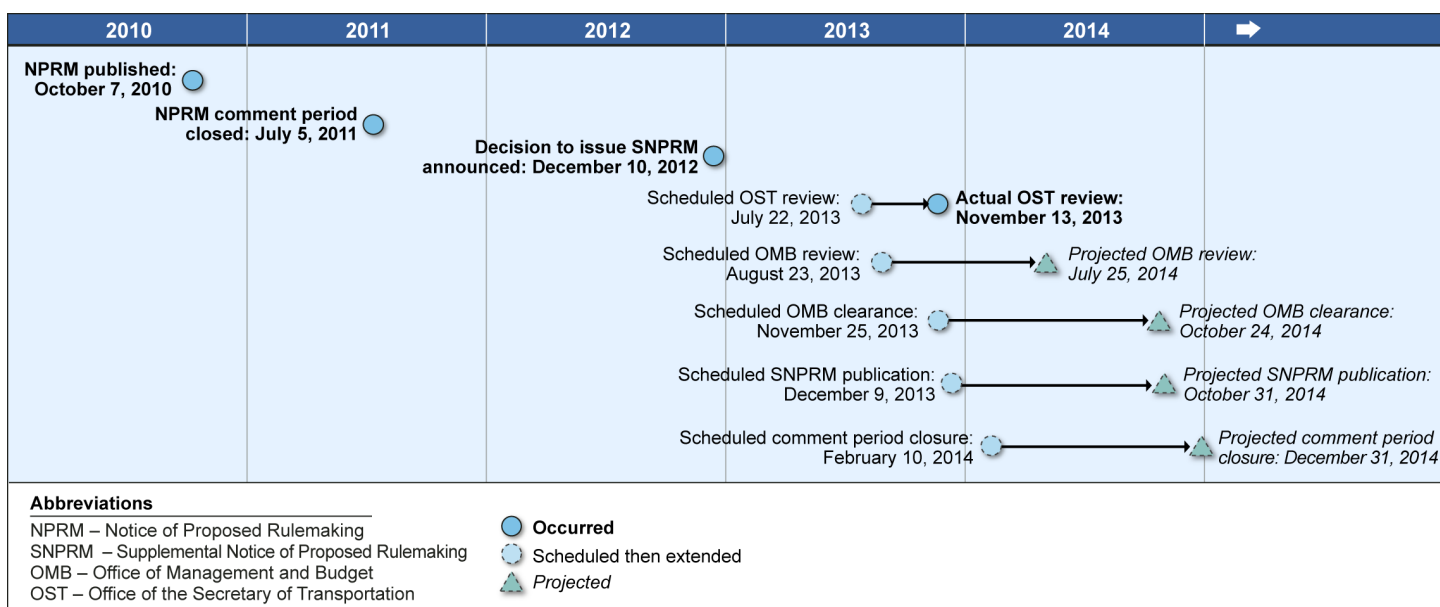 2010 2011 2012 2013 2014
NPRM published:
October 7, 2010
NPRM comment period
closed: July 5, 2011
Decision to issue SNPRM
announced: December 10, 2012
Scheduled OST review:
July 22, 2013
Actual OST review:
November 13, 2013
Scheduled OMB review:
August 23, 2013
Projected OMB review:
July 25, 2014
Scheduled OMB clearance:
November 25, 2013
Projected OMB clearance:
October 24, 2014
Scheduled SNPRM publication:
December 9, 2013
Projected SNPRM publication:
October 31, 2014
Scheduled comment period closure:
February 10, 2014
Projected comment period
closure: December 31, 2014
Abbreviations
NPRM – Notice of Proposed Rulemaking
SNPRM – Supplemental Notice of Proposed Rulemaking
OMB – Office of Management and Budget
OST – Office of the Secretary of Transportation
Occurred
Scheduled then extended
Projected